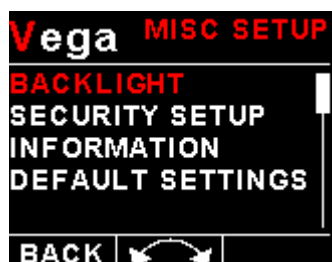 Vega MISC SETUP
BACKLIGHT
SECURITY SETUP
INFORMATION
DEFAULT SETTINGS
BACK